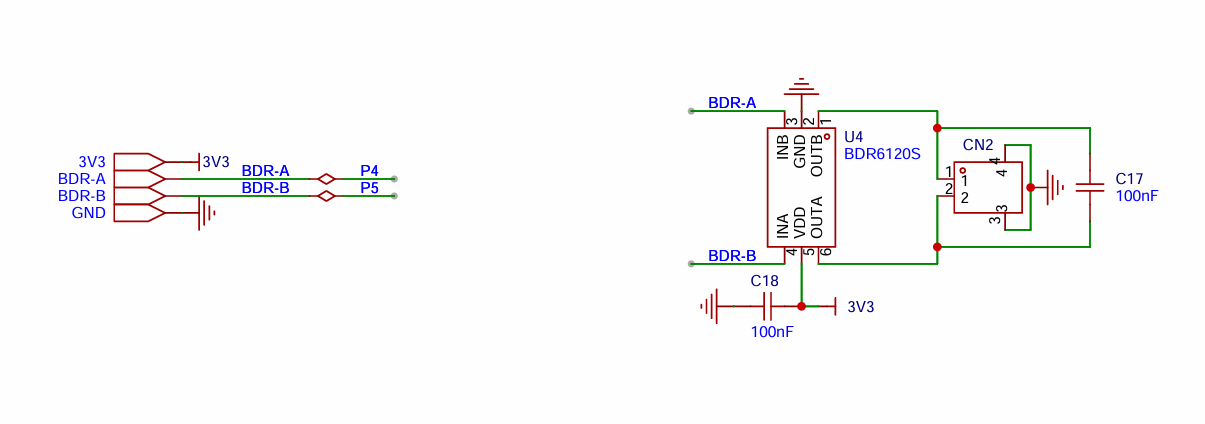 3V3
3V3
BDR-A
BDR-A
P4
BDR-B
BDR-B
P5
GND
BDR-A
3
2
1
INB
GND
OUTB
U4
BDR6120S
INA
VDD
OUTA
4
5
6
BDR-B
CN2
4
4
1
1
2
2
3
3
C17
100nF
C18
3V3
100nF